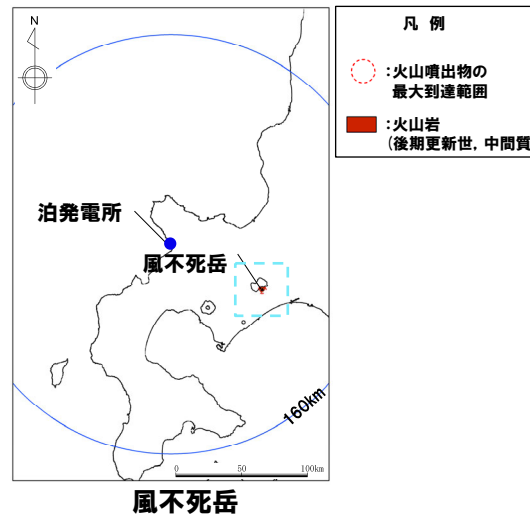 N
泊発電所
風不死岳
160km
0 50 100km
風不死岳
凡 例
:火山噴出物の
最大到達範囲
:火山岩
(後期更新世, 中間質